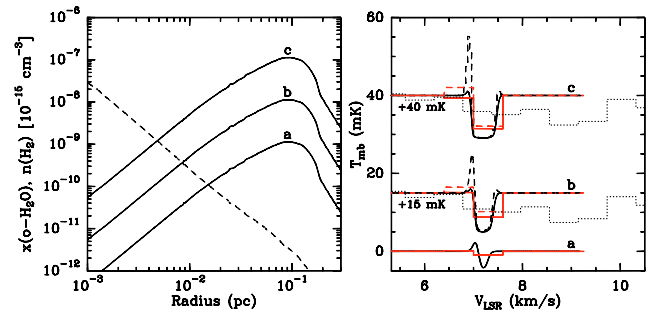 x(o-H₂O), n(H₂) [10⁻¹⁵ cm⁻³]
10⁻⁵
10⁻⁶
10⁻⁷
10⁻⁸
10⁻⁹
10⁻¹⁰
10⁻¹¹
10⁻¹²
c
b
a
10⁻³
10⁻²
10⁻¹
Radius (pc)
T_mb (mK)
60
40
20
0
c
+40 mK
b
+15 mK
a
6
8
10
V_LSR (km/s)